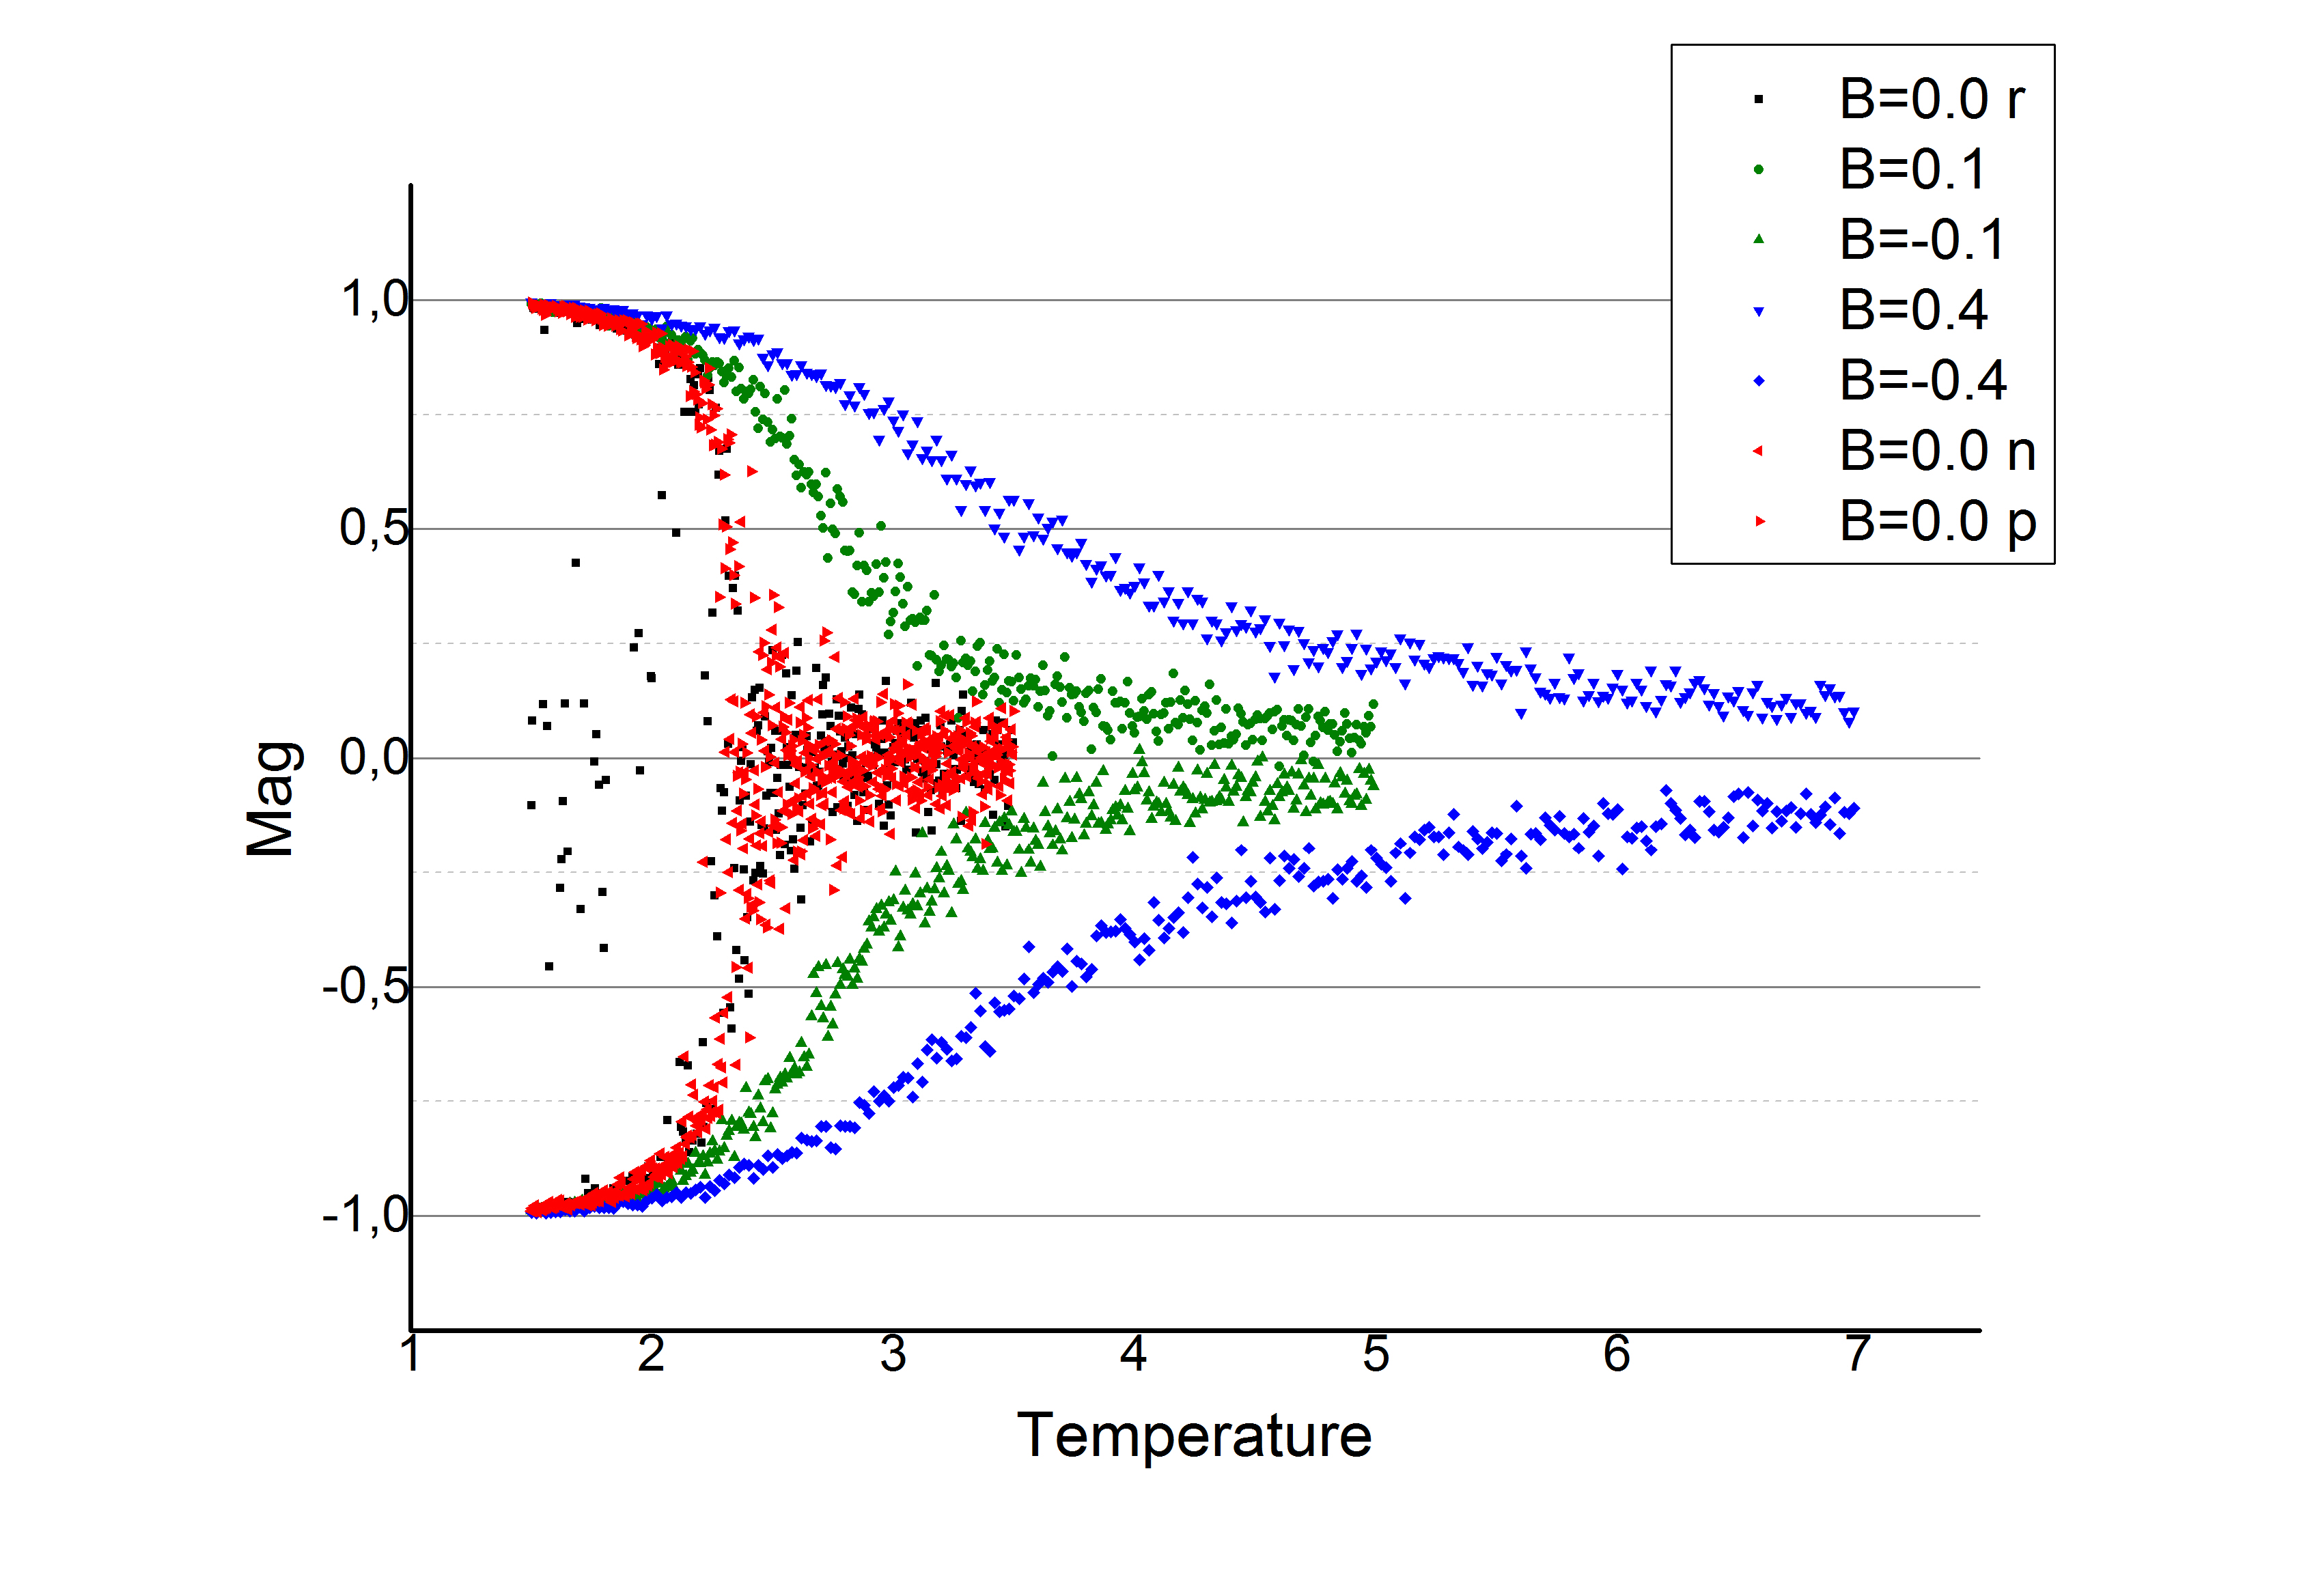 B=0.0 r
B=0.1
B=-0.1
B=0.4
B=-0.4
B=0.0 n
B=0.0 p
1,0
0,5
0,0
-0,5
-1,0
Mag
1 2 3 4 5 6 7
Temperature